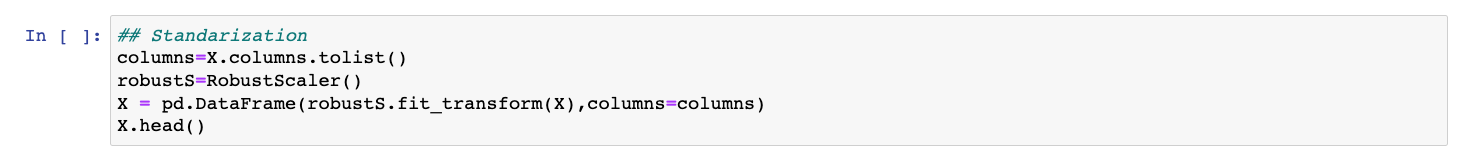 In [ ]: ## Standarization
columns=X.columns.tolist()
robustS=RobustScaler()
X = pd.DataFrame(robustS.fit_transform(X),columns=columns)
X.head()